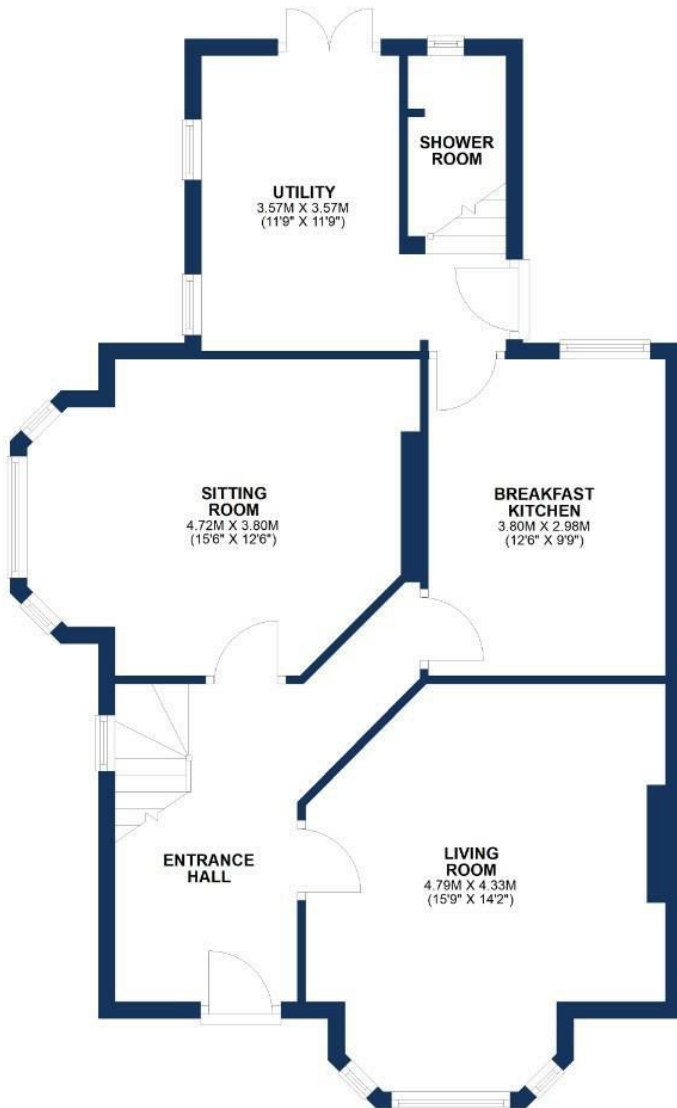 SHOWER
ROOM
UTILITY
3.57M X 3.57M
(11'9" X 11'9")
SITTING
ROOM
4.72M X 3.80M
(15'6" X 12'6")
BREAKFAST
KITCHEN
3.80M X 2.98M
(12'6" X 9'9")
ENTRANCE
HALL
LIVING
ROOM
4.79M X 4.33M
(15'9" X 14'2")